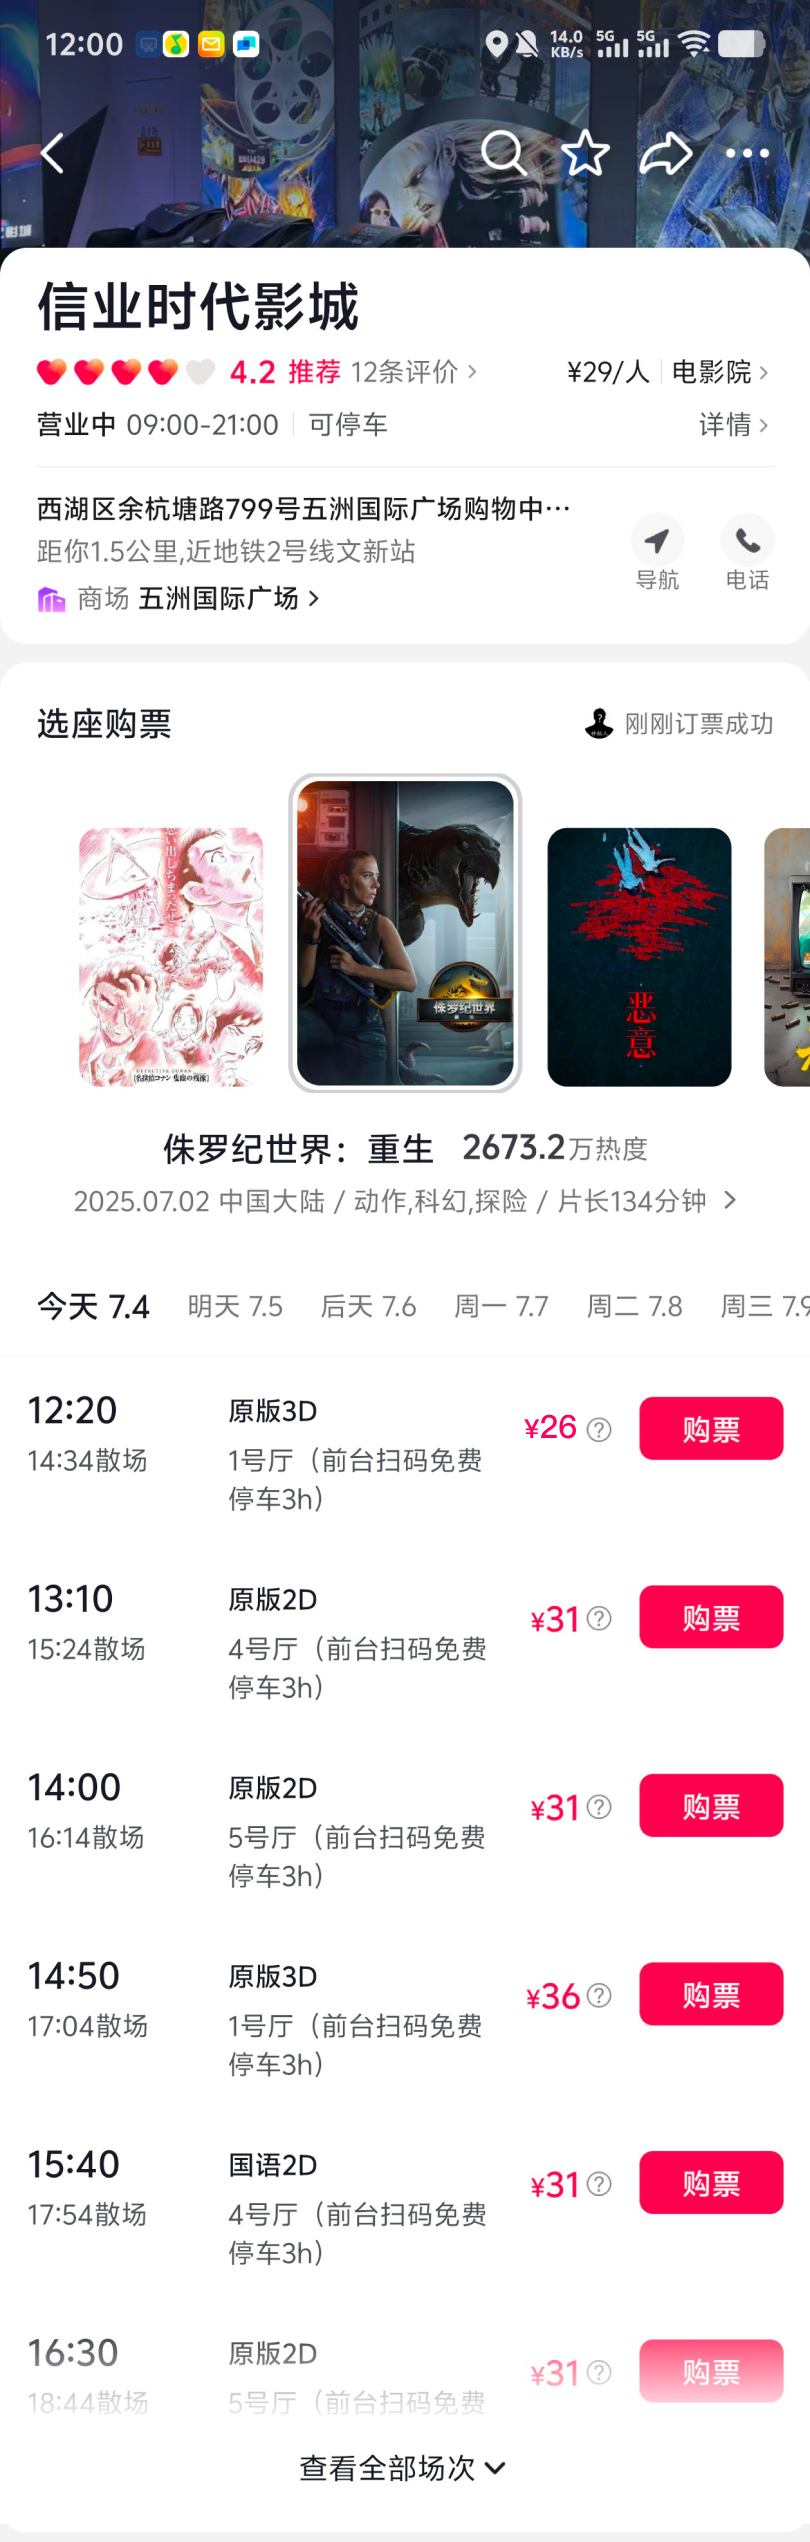 12:00
14.0 KB/s 5G 5G
信业时代影城
4.2 推荐 12条评价 ¥29/人 电影院
营业中 09:00-21:00 可停车 详情
西湖区余杭塘路799号五洲国际广场购物中…
距你1.5公里,近地铁2号线文新站
导航 电话
商场 五洲国际广场
选座购票 刚刚订票成功
DETECTIVE CONAN
侏罗纪世界
恶意
侏罗纪世界：重生 2673.2万热度
2025.07.02 中国大陆 / 动作,科幻,探险 / 片长134分钟
今天 7.4 明天 7.5 后天 7.6 周一 7.7 周二 7.8 周三 7.9
12:20 原版3D ¥26 购票
14:34散场 1号厅（前台扫码免费
停车3h）
13:10 原版2D ¥31 购票
15:24散场 4号厅（前台扫码免费
停车3h）
14:00 原版2D ¥31 购票
16:14散场 5号厅（前台扫码免费
停车3h）
14:50 原版3D ¥36 购票
17:04散场 1号厅（前台扫码免费
停车3h）
15:40 国语2D ¥31 购票
17:54散场 4号厅（前台扫码免费
停车3h）
16:30 原版2D ¥31 购票
18:44散场 5号厅（前台扫码免费
查看全部场次